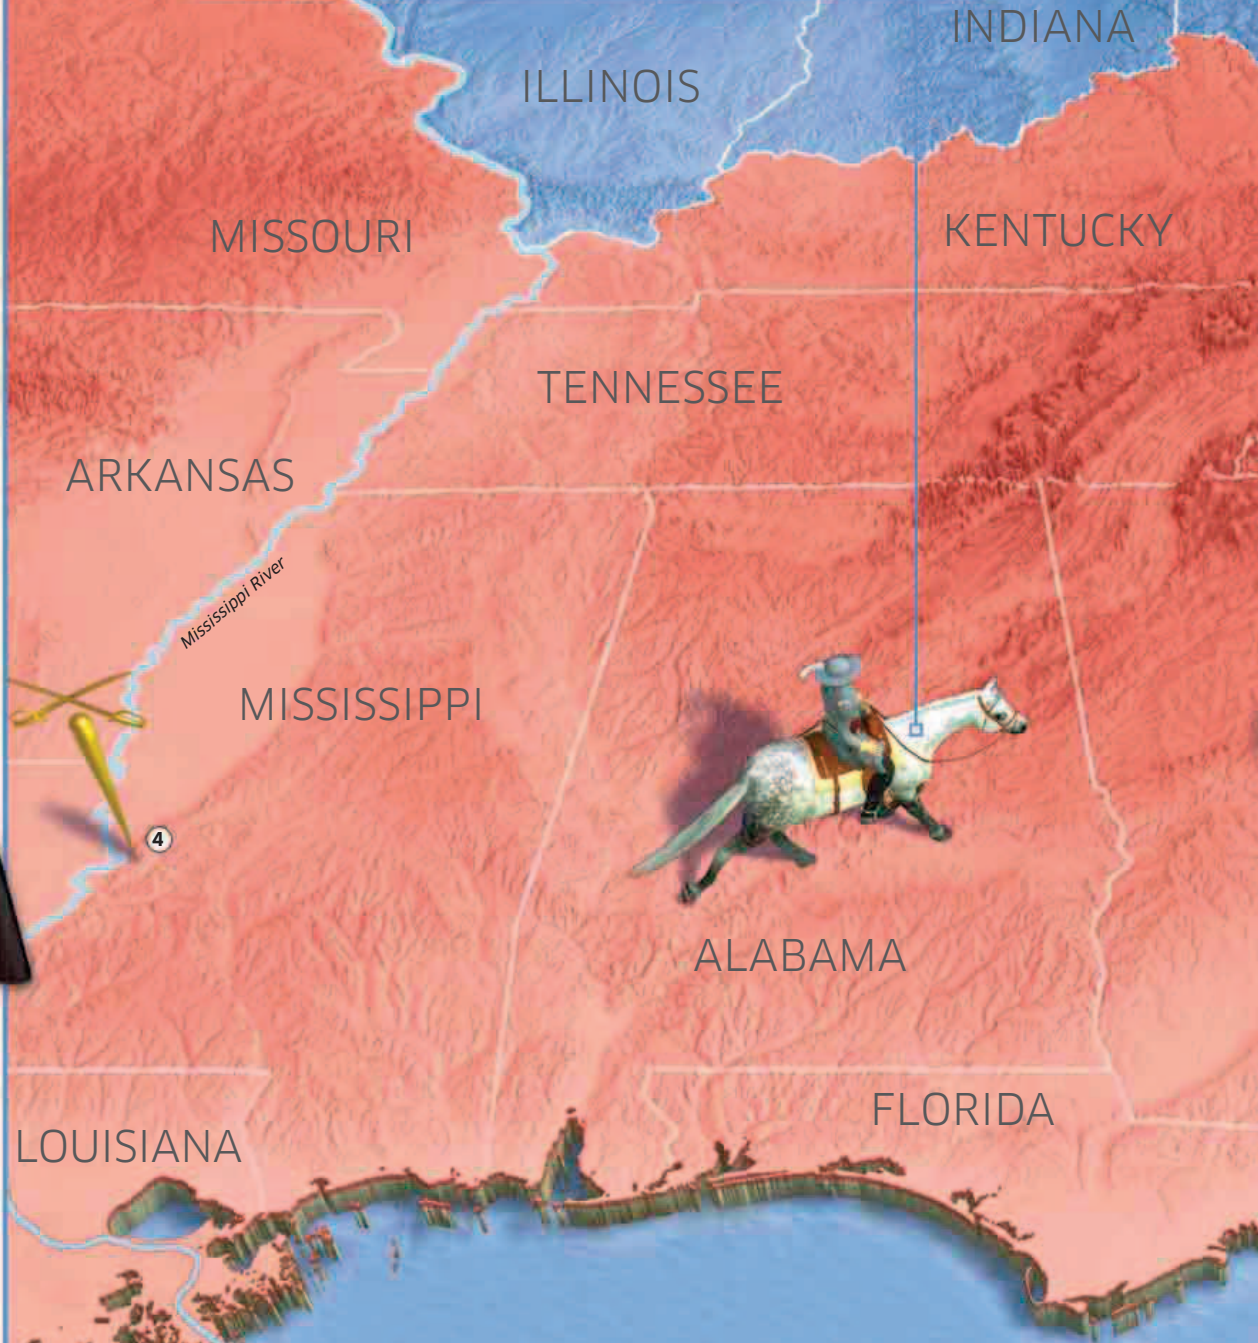 INDIANA
ILLINOIS
MISSOURI
KENTUCKY
TENNESSEE
ARKANSAS
Mississippi River
MISSISSIPPI
4
ALABAMA
FLORIDA
LOUISIANA